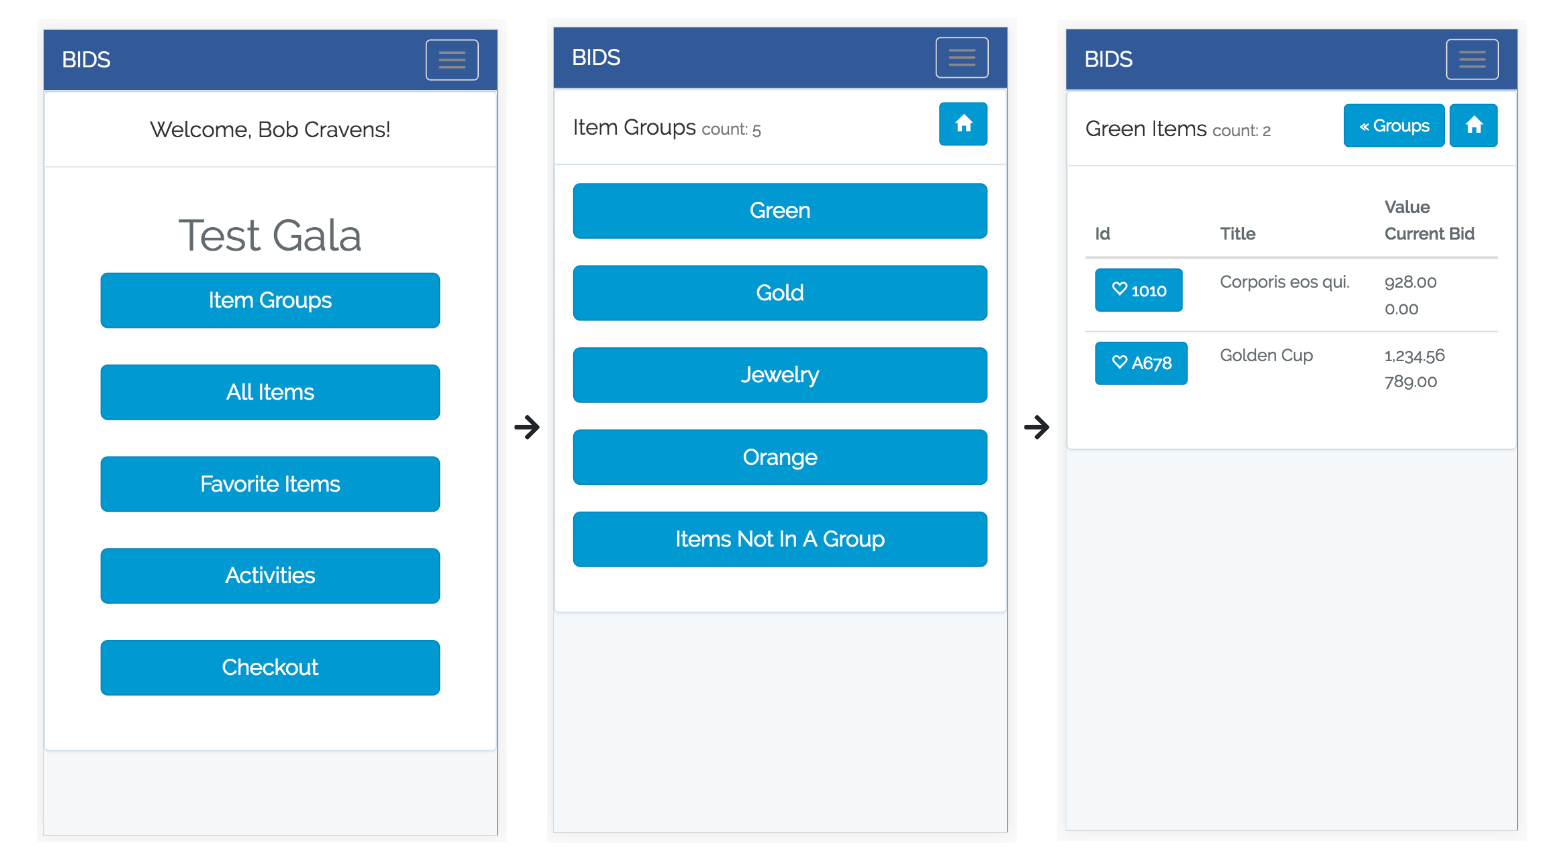 BIDS
Welcome, Bob Cravens!
Test Gala
Item Groups
All Items
Favorite Items
Activities
Checkout
BIDS
Item Groups count: 5
Green
Gold
Jewelry
Orange
Items Not In A Group
BIDS
Green Items count: 2
« Groups
Value
Id Title Current Bid
1010 Corporis eos qui. 928.00
0.00
A678 Golden Cup 1,234.56
789.00